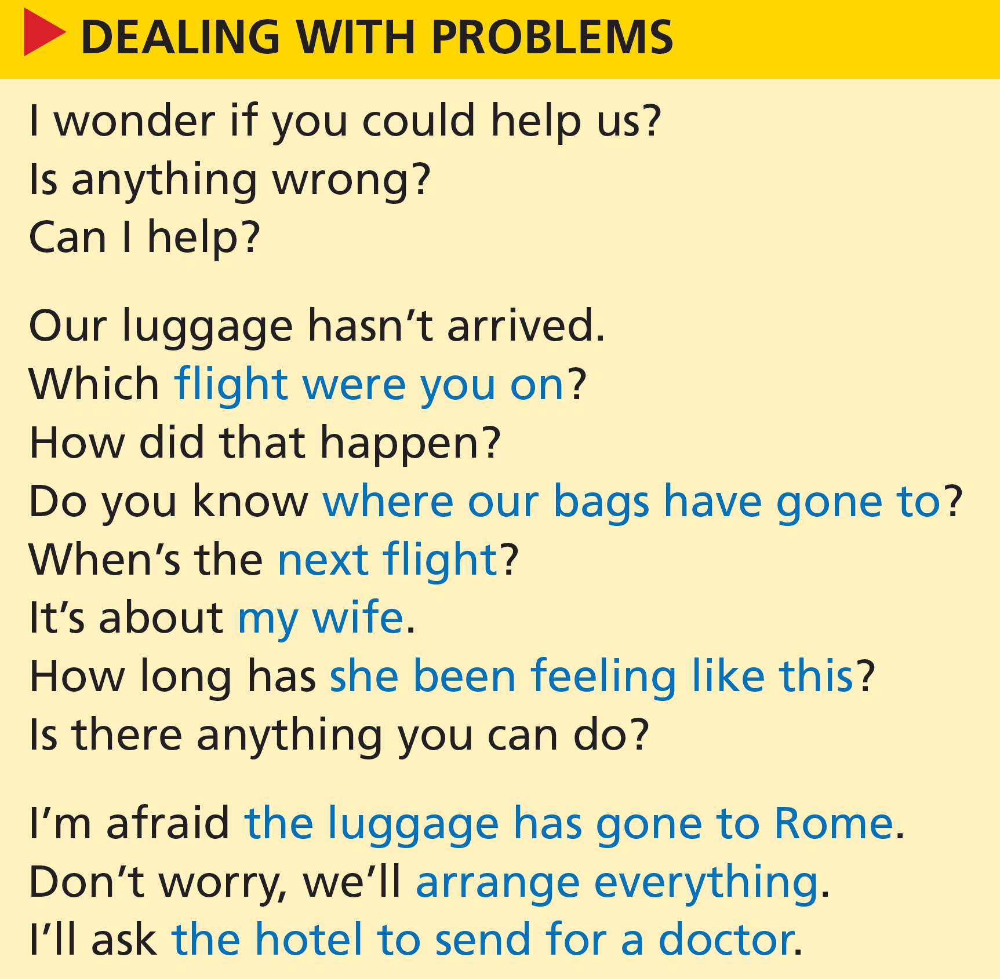 DEALING WITH PROBLEMS
I wonder if you could help us?
Is anything wrong?
Can I help?
Our luggage hasn’t arrived.
Which flight were you on?
How did that happen?
Do you know where our bags have gone to?
When’s the next flight?
It’s about my wife.
How long has she been feeling like this?
Is there anything you can do?
I’m afraid the luggage has gone to Rome.
Don’t worry, we’ll arrange everything.
I’ll ask the hotel to send for a doctor.